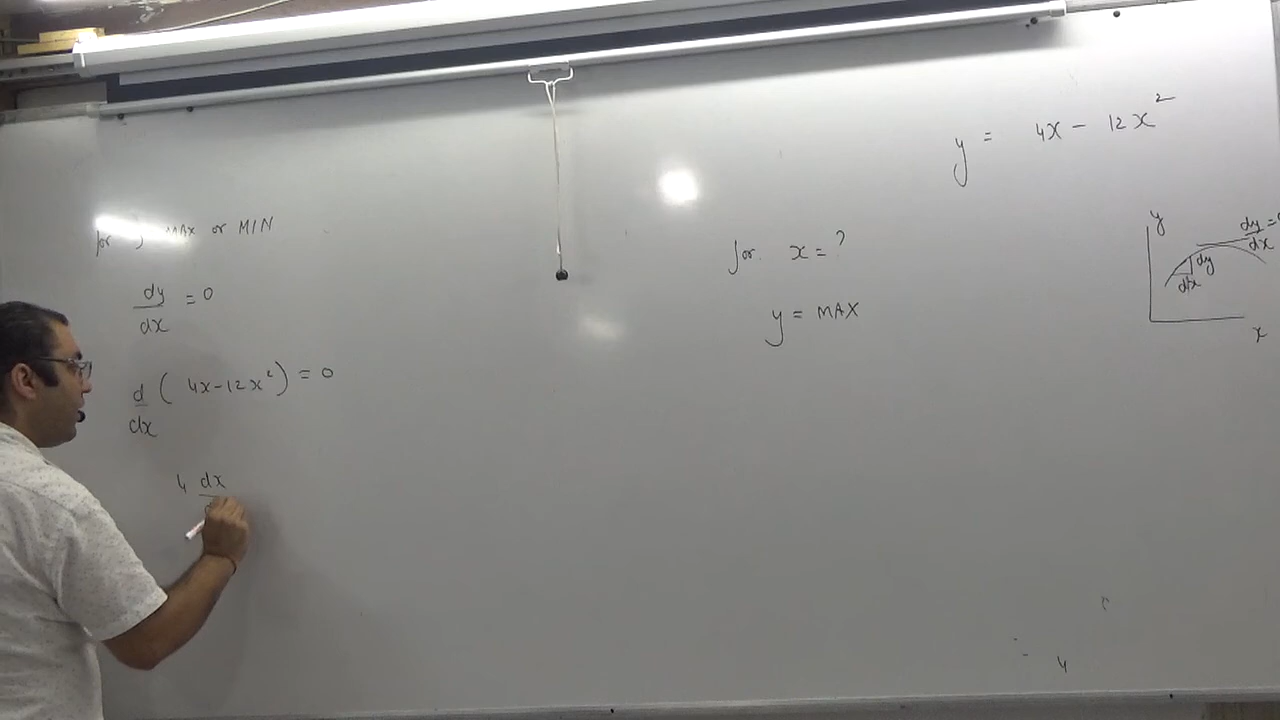 y = 4x - 12x²
for MAX or MIN
dy/dx = 0
d/dx ( 4x-12x² ) = 0
4 dx
for x = ?
y = MAX
y
dy/dx =
dy
dx
x
4